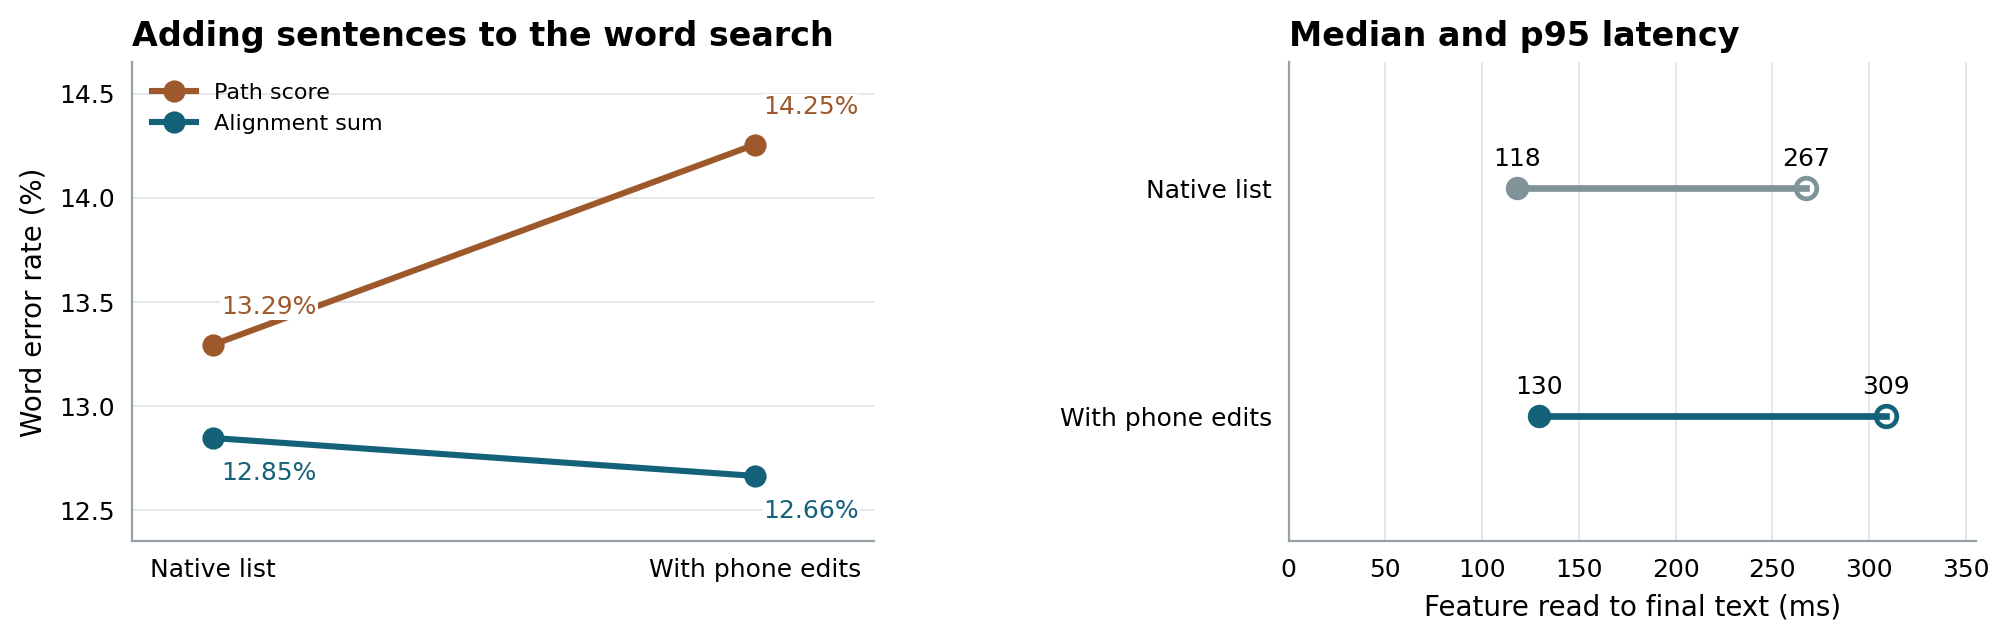 Adding sentences to the word search
Word error rate (%)
14.5
14.0
13.5
13.0
12.5
Path score
Alignment sum
14.25%
13.29%
12.85%
12.66%
Native list
With phone edits
Median and p95 latency
Native list
118
267
With phone edits
130
309
0 50 100 150 200 250 300 350
Feature read to final text (ms)